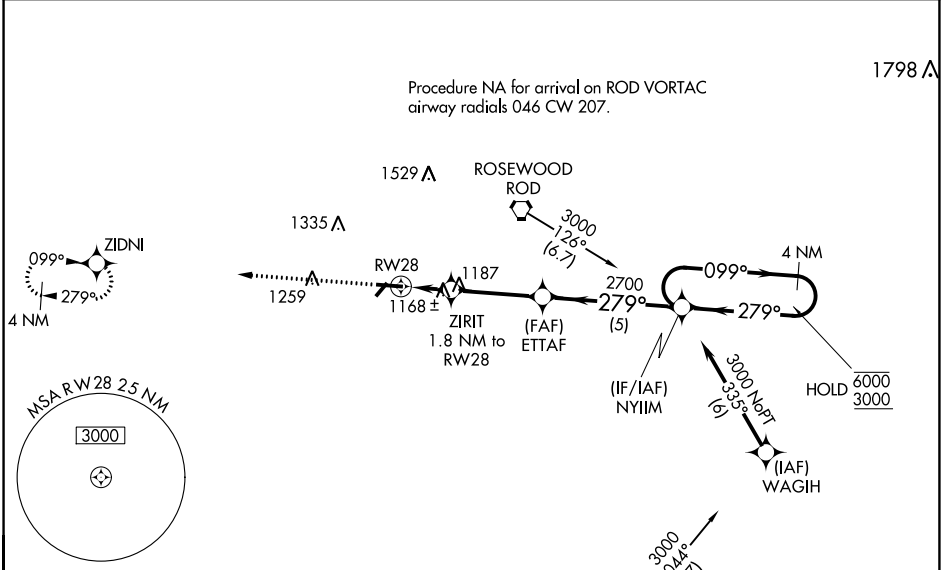 1798
Procedure NA for arrival on ROD VORTAC
airway radials 046 CW 207.
1529
ROSEWOOD
ROD
1335
3000
126°
(6.7)
ZIDNI
099°
279°
4 NM
1259
RW28
1187
1168 ±
ZIRIT
1.8 NM to
RW28
(FAF)
ETTAF
2700
279°
(5)
099°
4 NM
279°
(IF/IAF)
NYIIM
HOLD
6000
3000
3000 NoPT
335°
(6)
(IAF)
WAGIH
MSA RW28 25 NM
3000
3000
044°